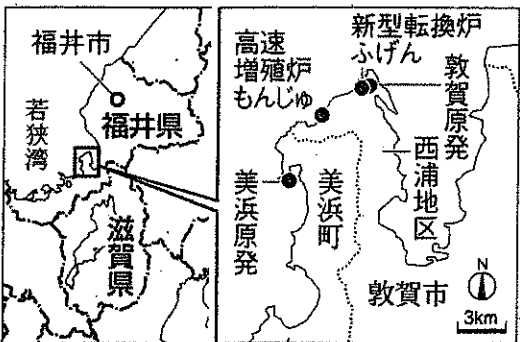 福井市
福井県
若狭湾
滋賀県
高速
増殖炉
もんじゅ
新型転換炉
ふげん
敦賀原発
西浦地区
美浜原発
美浜町
敦賀市
N
3km